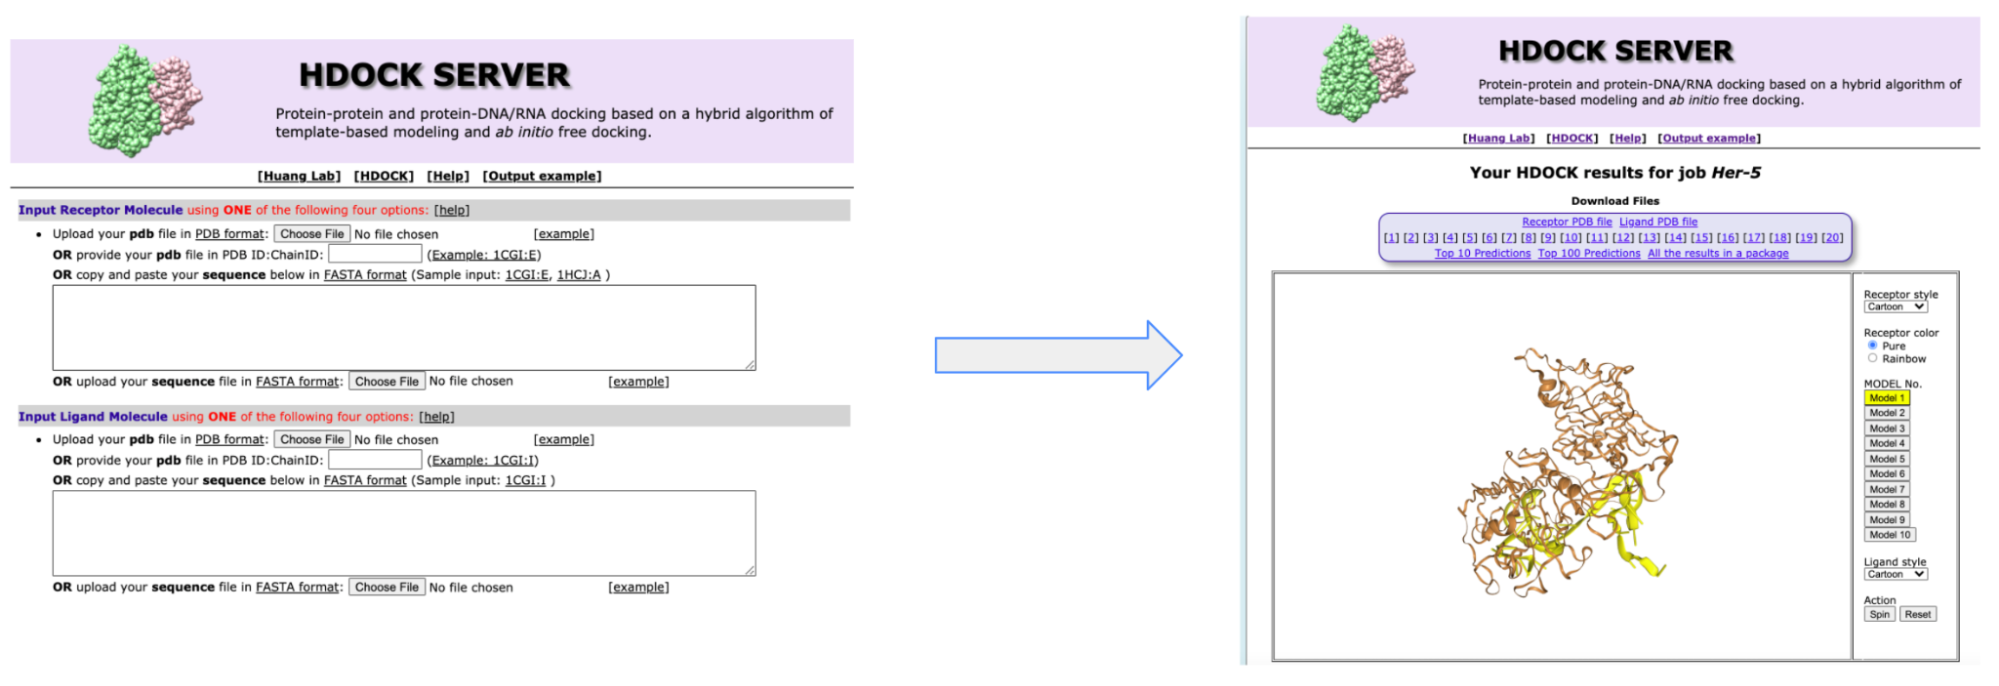 HDOCK SERVER
Protein-protein and protein-DNA/RNA docking based on a hybrid algorithm of
template-based modeling and ab initio free docking.
[Huang Lab] [HDOCK] [Help] [Output example]
Input Receptor Molecule using ONE of the following four options: [help]
• Upload your pdb file in PDB format: Choose File No file chosen [example]
OR provide your pdb file in PDB ID:ChainID: (Example: 1CGI:E)
OR copy and paste your sequence below in FASTA format (Sample input: 1CGI:E, 1HCJ:A )
OR upload your sequence file in FASTA format: Choose File No file chosen [example]
Input Ligand Molecule using ONE of the following four options: [help]
• Upload your pdb file in PDB format: Choose File No file chosen [example]
OR provide your pdb file in PDB ID:ChainID: (Example: 1CGI:I)
OR copy and paste your sequence below in FASTA format (Sample input: 1CGI:I )
OR upload your sequence file in FASTA format: Choose File No file chosen [example]
HDOCK SERVER
Protein-protein and protein-DNA/RNA docking based on a hybrid algorithm of
template-based modeling and ab initio free docking.
[Huang Lab] [HDOCK] [Help] [Output example]
Your HDOCK results for job Her-5
Download Files
Receptor PDB file Ligand PDB file
[1] [2] [3] [4] [5] [6] [7] [8] [9] [10] [11] [12] [13] [14] [15] [16] [17] [18] [19] [20]
Top 10 Predictions Top 100 Predictions All the results in a package
Receptor style
Cartoon
Receptor color
Pure
Rainbow
MODEL No.
Model 1
Model 2
Model 3
Model 4
Model 5
Model 6
Model 7
Model 8
Model 9
Model 10
Ligand style
Cartoon
Action
Spin Reset